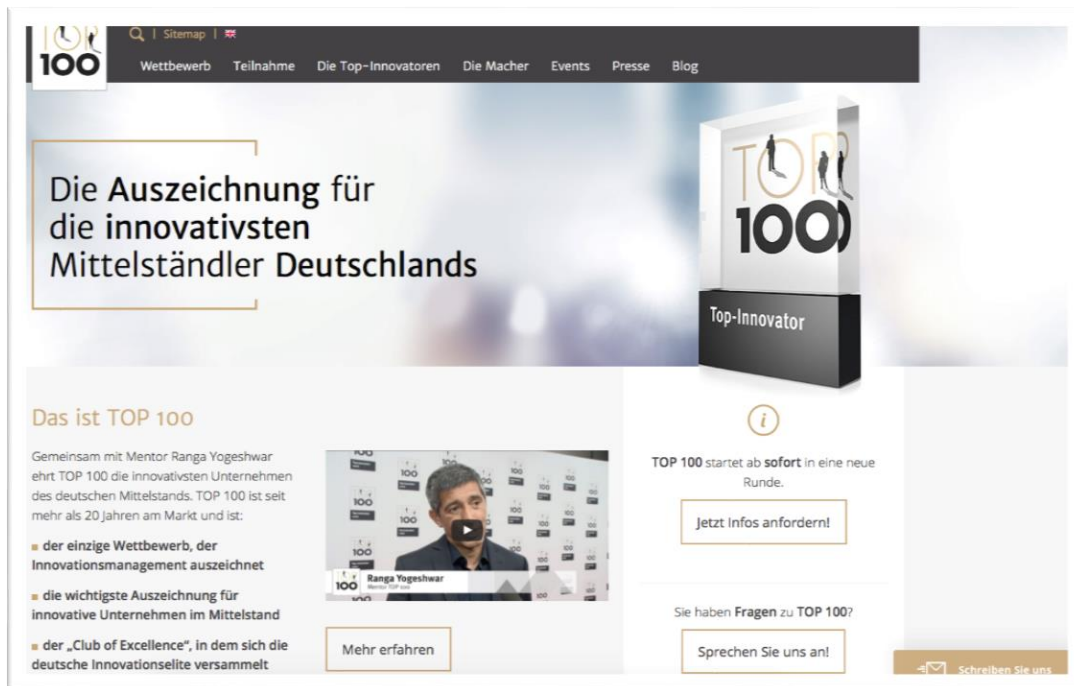 TOP
100
Sitemap
Wettbewerb Teilnahme Die Top-Innovatoren Die Macher Events Presse Blog
Die Auszeichnung für
die innovativsten
Mittelständler Deutschlands
TOP
100
Top-Innovator
Das ist TOP 100
Gemeinsam mit Mentor Ranga Yogeshwar
ehrt TOP 100 die innovativsten Unternehmen
des deutschen Mittelstands. TOP 100 ist seit
mehr als 20 Jahren am Markt und ist:
der einzige Wettbewerb, der
Innovationsmanagement auszeichnet
die wichtigste Auszeichnung für
innovative Unternehmen im Mittelstand
der „Club of Excellence“, in dem sich die
deutsche Innovationselite versammelt
100
Ranga Yogeshwar
Mentor TOP 100
Mehr erfahren
i
TOP 100 startet ab sofort in eine neue
Runde.
Jetzt Infos anfordern!
Sie haben Fragen zu TOP 100?
Sprechen Sie uns an!
Schreiben Sie uns